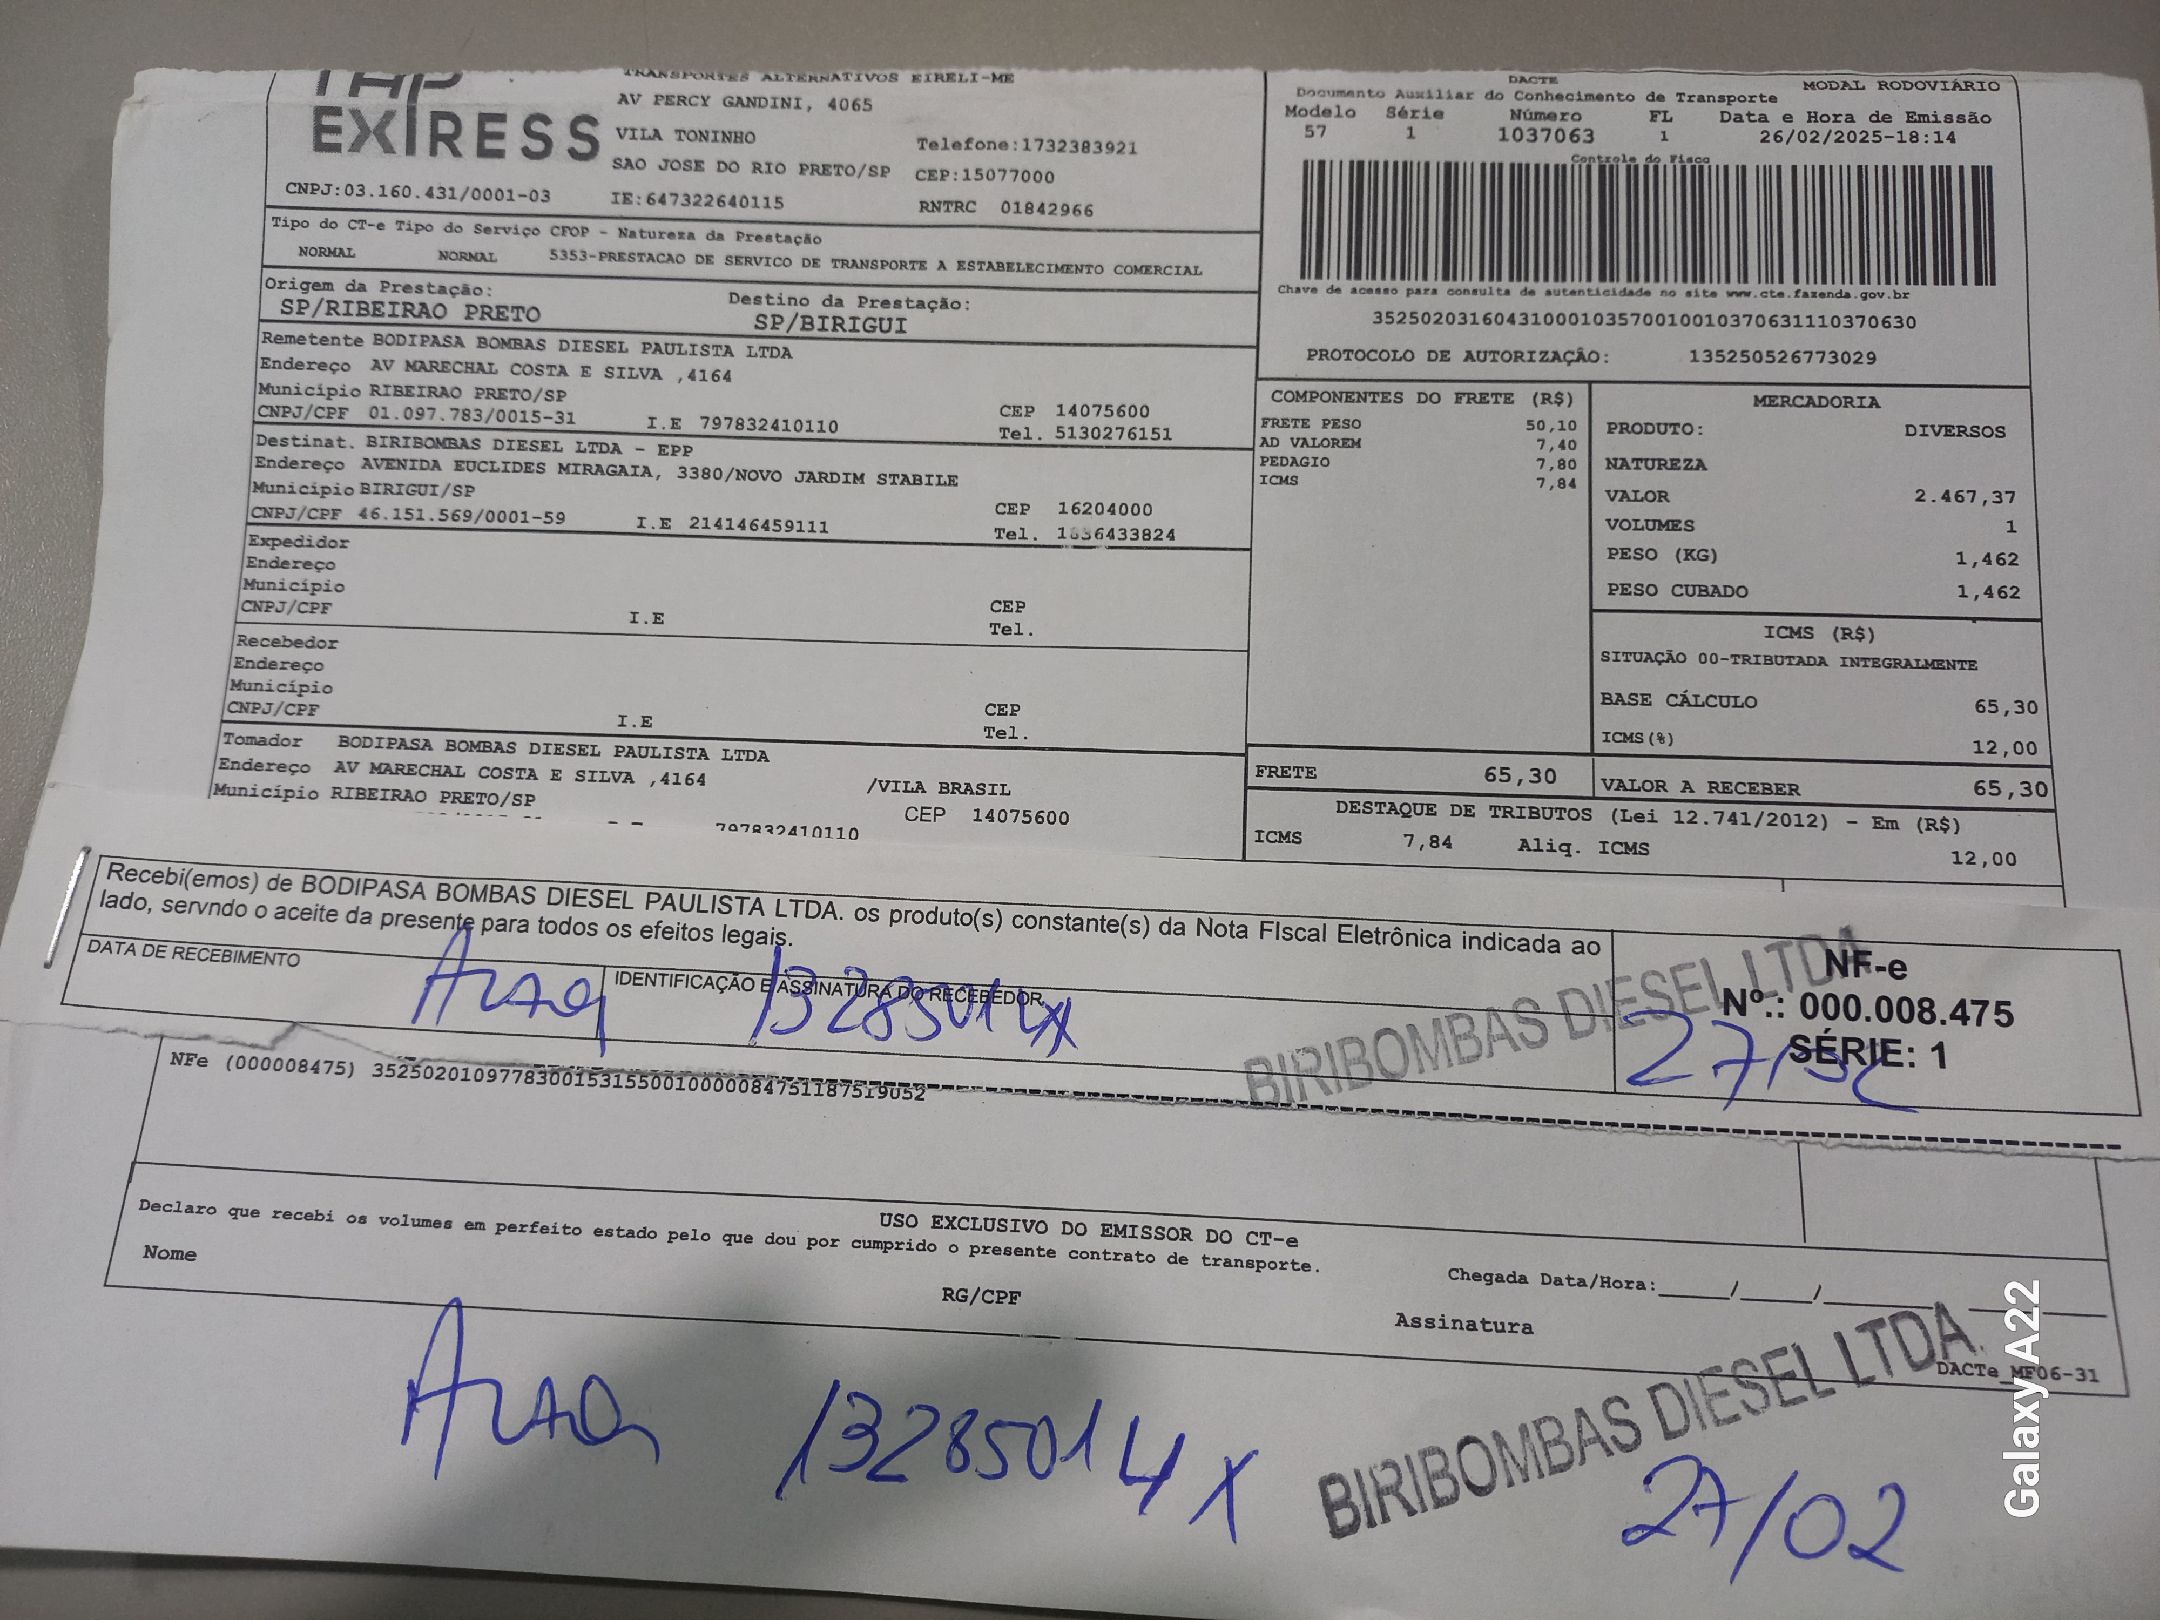 EXPRESS
TRANSPORTES ALTERNATIVOS EIRELI-ME
AV PERCY GANDINI, 4065
VILA TONINHO
Telefone:1732383921
SAO JOSE DO RIO PRETO/SP CEP:15077000
CNPJ:03.160.431/0001-03 IE:647322640115 RNTRC 01842966
DACTE MODAL RODOVIÁRIO
Documento Auxiliar do Conhecimento de Transporte
Modelo Série Número FL Data e Hora de Emissão
57 1 1037063 1 26/02/2025-18:14
Controle do Fisco
Chave de acesso para consulta de autenticidade no site www.cte.fazenda.gov.br
35250203160431000103570010010370631110370630
PROTOCOLO DE AUTORIZAÇÃO: 135250526773029
Tipo do CT-e Tipo do Serviço CFOP - Natureza da Prestação
NORMAL NORMAL 5353-PRESTACAO DE SERVICO DE TRANSPORTE A ESTABELECIMENTO COMERCIAL
Origem da Prestação: Destino da Prestação:
SP/RIBEIRAO PRETO SP/BIRIGUI
Remetente BODIPASA BOMBAS DIESEL PAULISTA LTDA
Endereço AV MARECHAL COSTA E SILVA ,4164
Município RIBEIRAO PRETO/SP CEP 14075600
CNPJ/CPF 01.097.783/0015-31 I.E 797832410110 Tel. 5130276151
Destinat. BIRIBOMBAS DIESEL LTDA - EPP
Endereço AVENIDA EUCLIDES MIRAGAIA, 3380/NOVO JARDIM STABILE
Município BIRIGUI/SP CEP 16204000
CNPJ/CPF 46.151.569/0001-59 I.E 214146459111 Tel. 1836433824
Expedidor
Endereço
Município CEP
CNPJ/CPF I.E Tel.
Recebedor
Endereço
Município CEP
CNPJ/CPF I.E Tel.
Tomador BODIPASA BOMBAS DIESEL PAULISTA LTDA
Endereço AV MARECHAL COSTA E SILVA ,4164 /VILA BRASIL
Município RIBEIRAO PRETO/SP CEP 14075600
797832410110
COMPONENTES DO FRETE (R$)
FRETE PESO 50,10
AD VALOREM 7,40
PEDAGIO 7,80
ICMS 7,84
MERCADORIA
PRODUTO: DIVERSOS
NATUREZA
VALOR 2.467,37
VOLUMES 1
PESO (KG) 1,462
PESO CUBADO 1,462
ICMS (R$)
SITUAÇÃO 00-TRIBUTADA INTEGRALMENTE
BASE CÁLCULO 65,30
ICMS(%) 12,00
FRETE 65,30 VALOR A RECEBER 65,30
DESTAQUE DE TRIBUTOS (Lei 12.741/2012) - Em (R$)
ICMS 7,84 Aliq. ICMS 12,00
Recebi(emos) de BODIPASA BOMBAS DIESEL PAULISTA LTDA. os produto(s) constante(s) da Nota FIscal Eletrônica indicada ao
lado, servndo o aceite da presente para todos os efeitos legais.
DATA DE RECEBIMENTO IDENTIFICAÇÃO E ASSINATURA DO RECEBEDOR
BIRIBOMBAS DIESEL LTDA
NF-e
Nº.: 000.008.475
SÉRIE: 1
27/02
NFe (000008475) 35250201097783001531550010000084751187519052
USO EXCLUSIVO DO EMISSOR DO CT-e
Declaro que recebi os volumes em perfeito estado pelo que dou por cumprido o presente contrato de transporte.
Nome RG/CPF Assinatura Chegada Data/Hora:_____/_____/_____
DACTe_MF06-31
13285014 X
BIRIBOMBAS DIESEL LTDA.
27/02
Galaxy A22